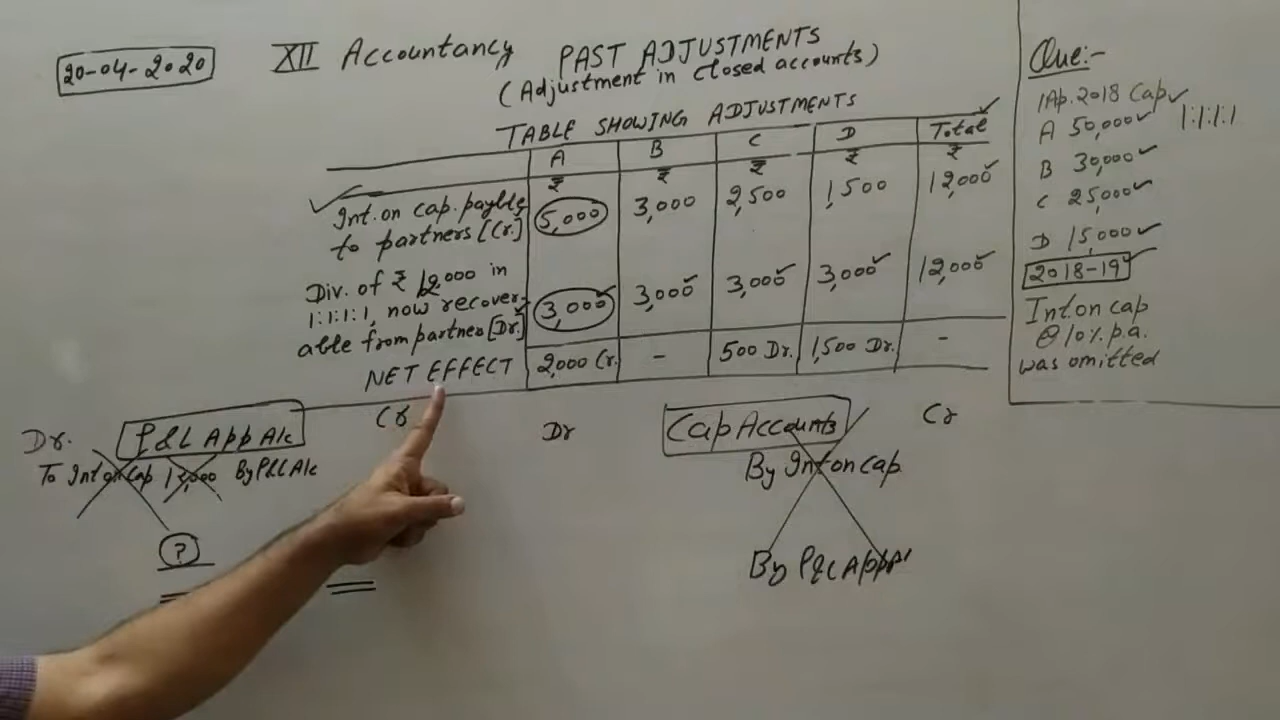 20-04-2020
XII Accountancy PAST ADJUSTMENTS
(Adjustment in closed accounts)
TABLE SHOWING ADJUSTMENTS
A B C D Total
₹ ₹ ₹ ₹ ₹
Int. on cap. payble
to partners [Cr.]
5,000 3,000 2,500 1,500 12,000
Div. of ₹ 12,000 in
1:1:1:1, now recover-
able from partner [Dr.]
3,000 3,000 3,000 3,000 12,000
NET EFFECT 2,000 Cr. - 500 Dr. 1,500 Dr. -
Dr. P&L App A/c Cr
To Int on Cap 12,000 By P&L A/c
?
Dr Cap Accounts Cr
By Int on cap.
By P&L App A
Que:-
1 Ap. 2018 Cap
A 50,000 1:1:1:1
B 30,000
C 25,000
D 15,000
2018-19
Int. on cap
@ 10% p.a.
was omitted